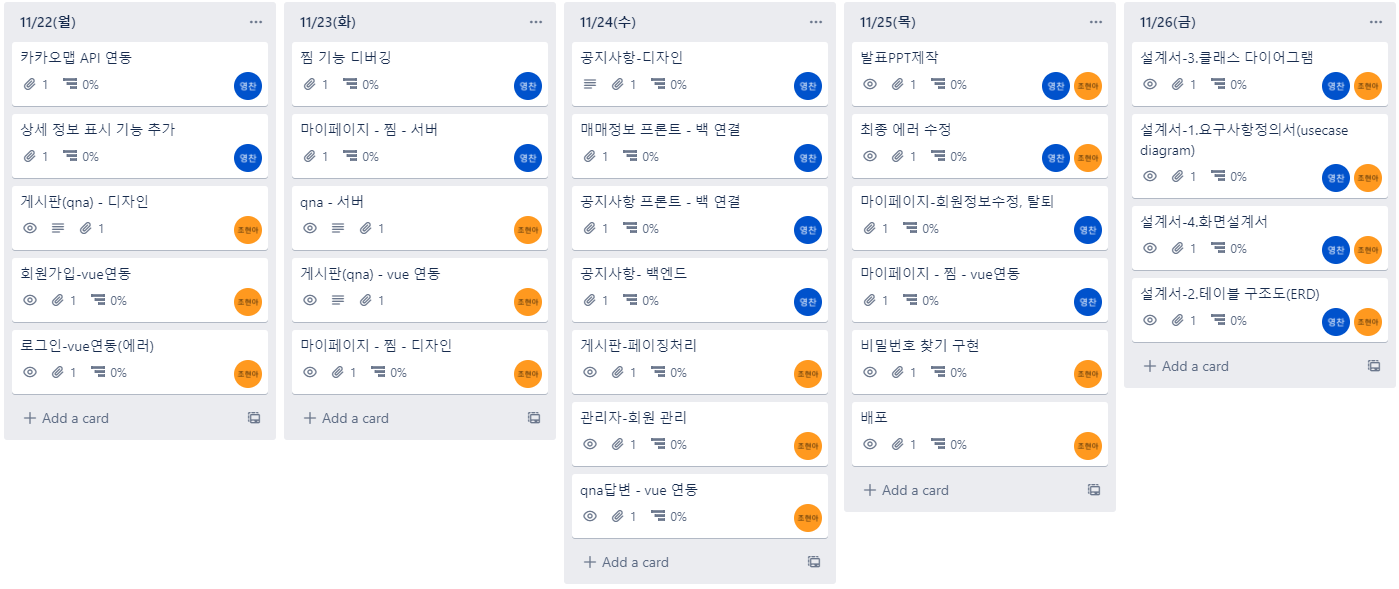 11/22(월)
카카오맵 API 연동
1 0%
영찬
상세 정보 표시 기능 추가
1 0%
영찬
게시판(qna) - 디자인
1
조현아
회원가입-vue연동
1 0%
조현아
로그인-vue연동(에러)
1 0%
조현아
+ Add a card
11/23(화)
찜 기능 디버깅
1 0%
영찬
마이페이지 - 찜 - 서버
1 0%
영찬
qna - 서버
1
조현아
게시판(qna) - vue 연동
1
조현아
마이페이지 - 찜 - 디자인
1 0%
조현아
+ Add a card
11/24(수)
공지사항-디자인
1 0%
영찬
매매정보 프론트 - 백 연결
1 0%
영찬
공지사항 프론트 - 백 연결
1 0%
영찬
공지사항- 백엔드
1 0%
영찬
게시판-페이징처리
1 0%
조현아
관리자-회원 관리
1 0%
조현아
qna답변 - vue 연동
1 0%
조현아
+ Add a card
11/25(목)
발표PPT제작
1 0%
영찬 조현아
최종 에러 수정
1 0%
영찬 조현아
마이페이지-회원정보수정, 탈퇴
1 0%
영찬
마이페이지 - 찜 - vue연동
1 0%
영찬
비밀번호 찾기 구현
1 0%
조현아
배포
1 0%
조현아
+ Add a card
11/26(금)
설계서-3.클래스 다이어그램
1 0%
영찬 조현아
설계서-1.요구사항정의서(usecase
diagram)
1 0%
영찬 조현아
설계서-4.화면설계서
1 0%
영찬 조현아
설계서-2.테이블 구조도(ERD)
1 0%
영찬 조현아
+ Add a card